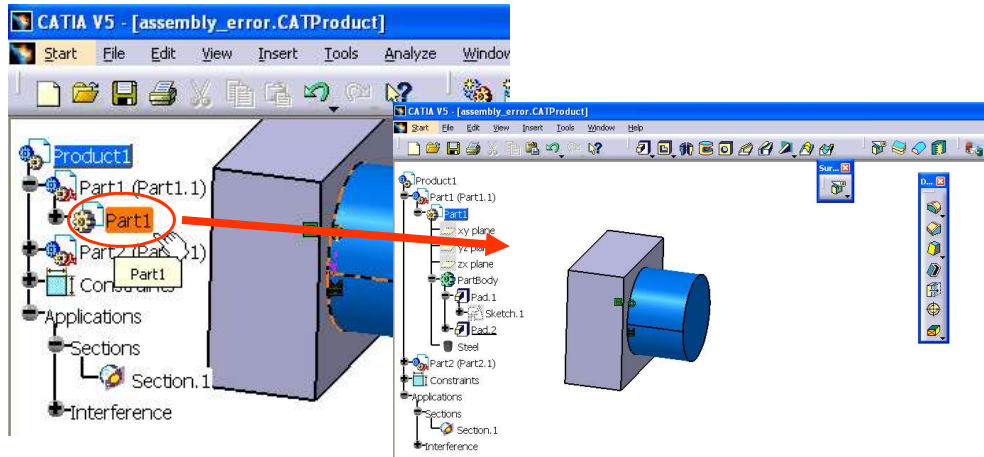 CATIA V5 - [assembly_error.CATProduct]
Start File Edit View Insert Tools Analyze Window
Product1
Part1 (Part1.1)
Part1
Part2 (Part2.1)
Part1
Constraints
Applications
Sections
Section.1
Interference
CATIA V5 - [assembly_error.CATProduct]
Start File Edit View Insert Tools Window Help
Sur...
D...
Product1
Part1 (Part1.1)
Part1
xy plane
yz plane
zx plane
PartBody
Pad.1
Sketch.1
Pad.2
Steel
Part2 (Part2.1)
Constraints
Applications
Sections
Section.1
Interference